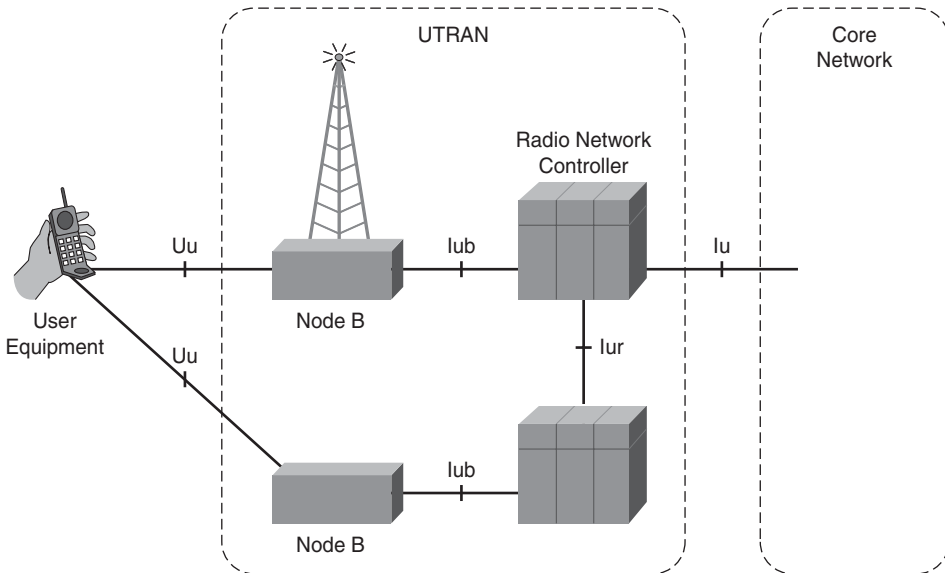 UTRAN
Core
Network
Radio Network
Controller
Uu
Iub
Iu
User
Equipment
Node B
Uu
Iur
Iub
Node B